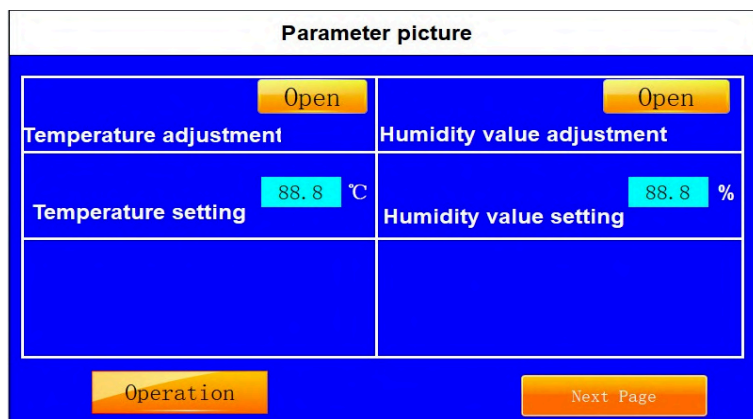 Parameter picture
Open
Open
Temperature adjustment
Humidity value adjustment
88.8 ℃
88.8 %
Temperature setting
Humidity value setting
Operation
Next Page